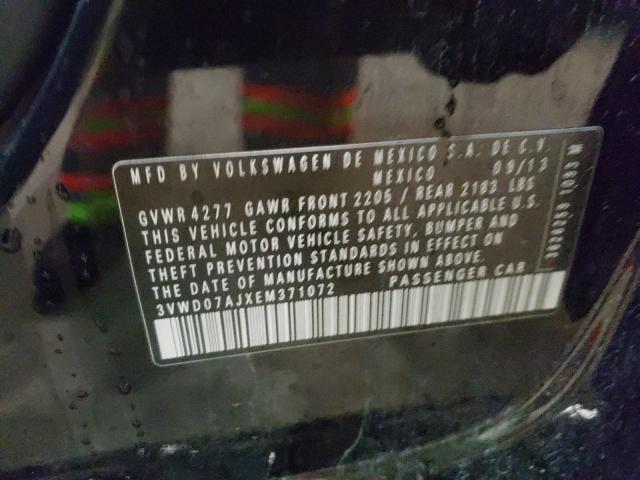 MFD BY VOLKSWAGEN DE MEXICO S.A. DE C.V.
MEXICO 09/13
GVWR 4277 GAWR FRONT 2205 / REAR 2183 LBS
THIS VEHICLE CONFORMS TO ALL APPLICABLE U.S.
FEDERAL MOTOR VEHICLE SAFETY, BUMPER AND
THEFT PREVENTION STANDARDS IN EFFECT ON
THE DATE OF MANUFACTURE SHOWN ABOVE.
3VWD07AJXEM371072 PASSENGER CAR